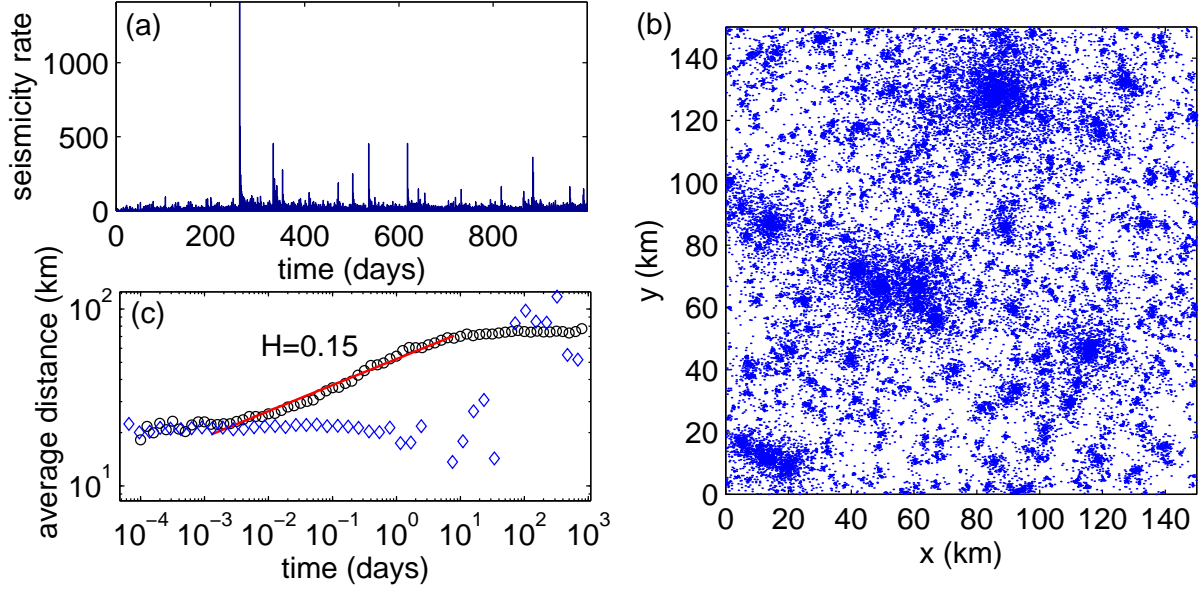 (a)
seismicity rate
1000
500
0
0 200 400 600 800
time (days)
(b)
y (km)
140
120
100
80
60
40
20
0
0 20 40 60 80 100 120 140
x (km)
(c)
average distance (km)
10^2
10^1
H=0.15
10^−4 10^−3 10^−2 10^−1 10^0 10^1 10^2 10^3
time (days)